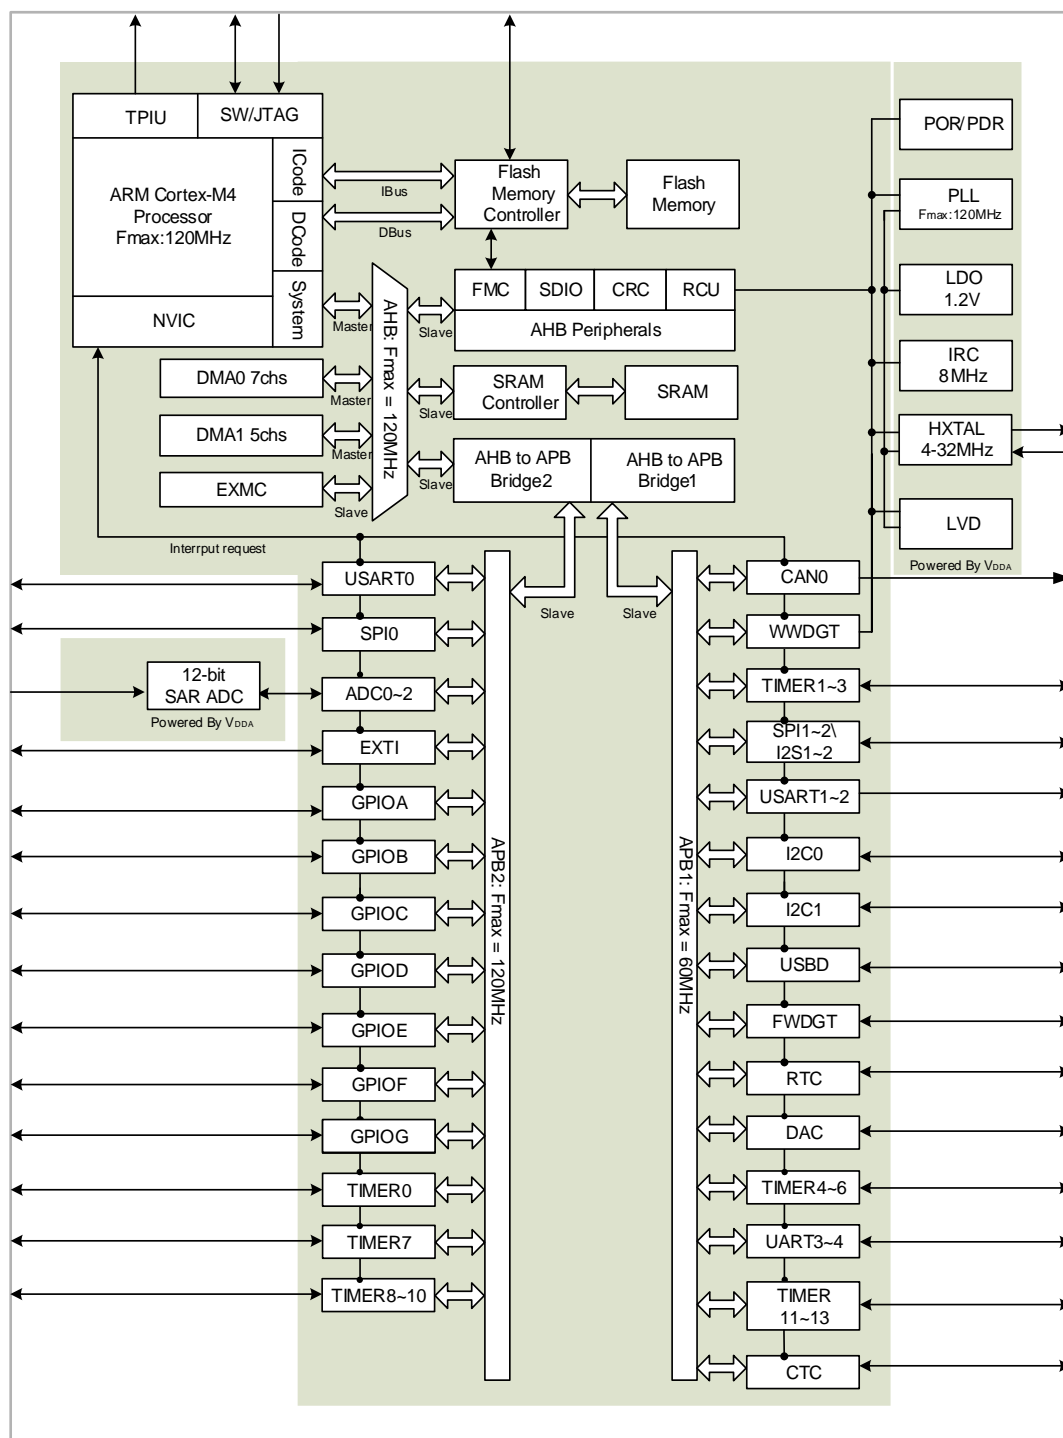 TPIU
SW/JTAG
ICode
DCode
System
ARM Cortex-M4
Processor
Fmax:120MHz
NVIC
IBus
DBus
Flash
Memory
Controller
Flash
Memory
FMC
SDIO
CRC
RCU
AHB Peripherals
Master
Slave
AHB: Fmax = 120MHz
DMA0 7chs
Master
DMA1 5chs
Master
EXMC
Slave
Slave
SRAM
Controller
SRAM
Slave
AHB to APB
Bridge2
AHB to APB
Bridge1
POR/PDR
PLL
Fmax:120MHz
LDO
1.2V
IRC
8MHz
HXTAL
4-32MHz
LVD
Powered By VDDA
Interrput request
Slave
Slave
USART0
SPI0
12-bit
SAR ADC
Powered By VDDA
ADC0~2
EXTI
GPIOA
GPIOB
GPIOC
GPIOD
GPIOE
GPIOF
GPIOG
TIMER0
TIMER7
TIMER8~10
APB2: Fmax = 120MHz
APB1: Fmax = 60MHz
CAN0
WWDGT
TIMER1~3
SPI1~2\
I2S1~2
USART1~2
I2C0
I2C1
USBD
FWDGT
RTC
DAC
TIMER4~6
UART3~4
TIMER
11~13
CTC